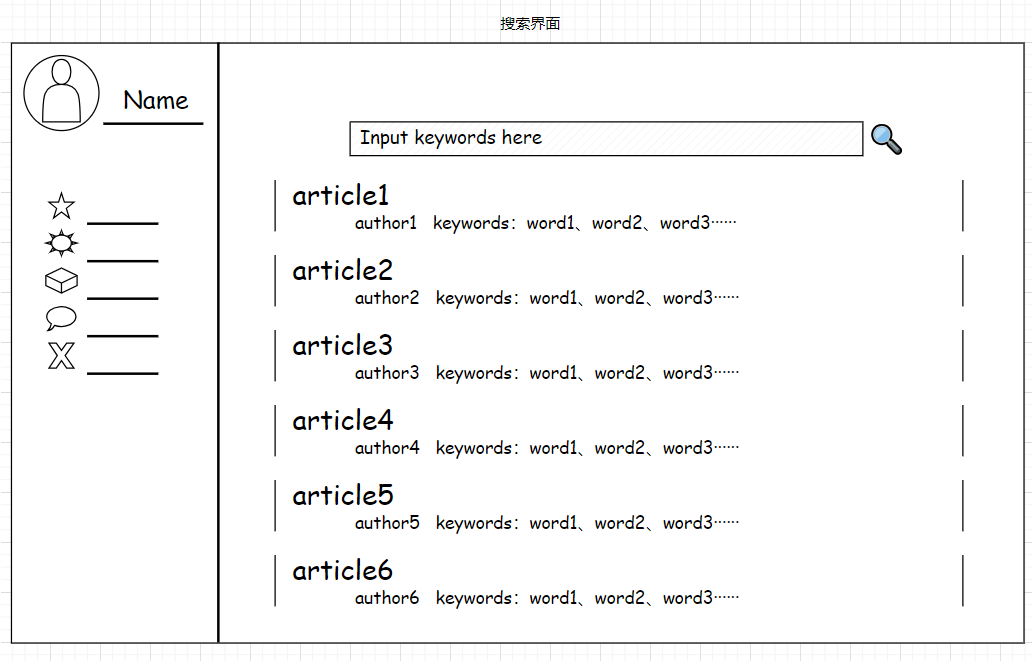 搜索界面
Name
Input keywords here
article1
author1 keywords：word1、word2、word3……
article2
author2 keywords：word1、word2、word3……
article3
author3 keywords：word1、word2、word3……
article4
author4 keywords：word1、word2、word3……
article5
author5 keywords：word1、word2、word3……
article6
author6 keywords：word1、word2、word3……